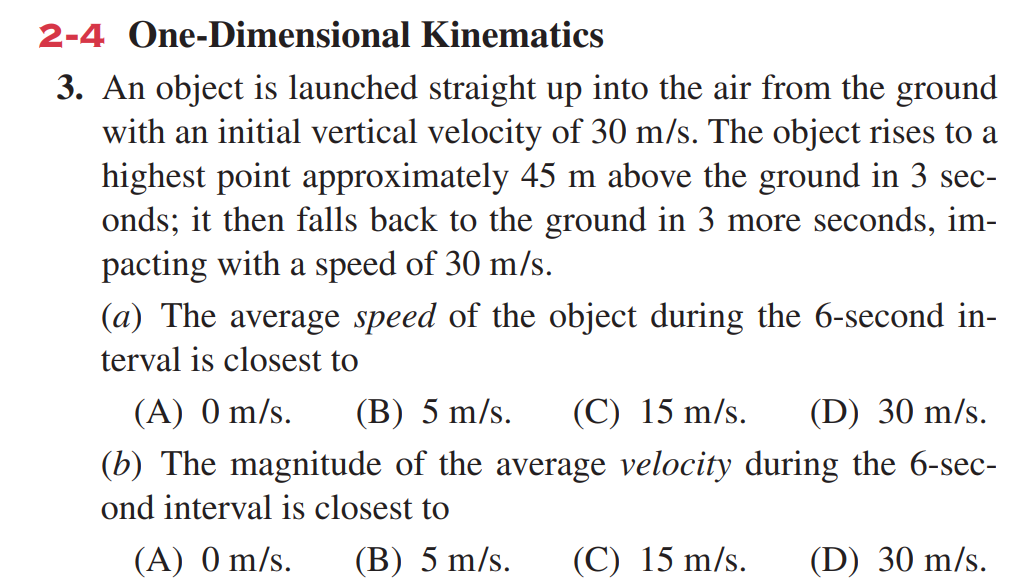 2-4 One-Dimensional Kinematics
3. An object is launched straight up into the air from the ground
with an initial vertical velocity of 30 m/s. The object rises to a
highest point approximately 45 m above the ground in 3 sec-
onds; it then falls back to the ground in 3 more seconds, im-
pacting with a speed of 30 m/s.
(a) The average speed of the object during the 6-second in-
terval is closest to
(A) 0 m/s. (B) 5 m/s. (C) 15 m/s. (D) 30 m/s.
(b) The magnitude of the average velocity during the 6-sec-
ond interval is closest to
(A) 0 m/s. (B) 5 m/s. (C) 15 m/s. (D) 30 m/s.